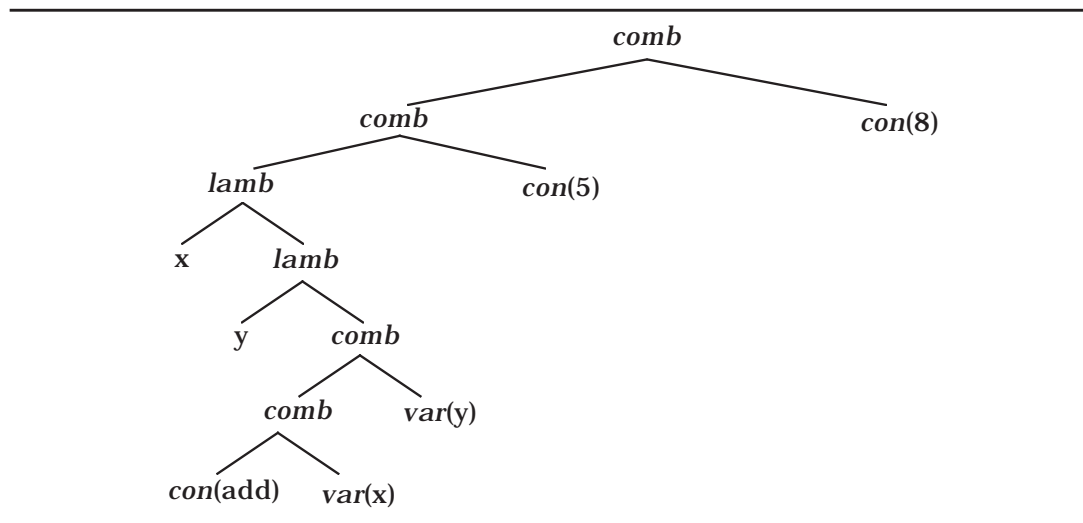 comb
comb con(8)
lamb con(5)
x lamb
y comb
comb var(y)
con(add) var(x)